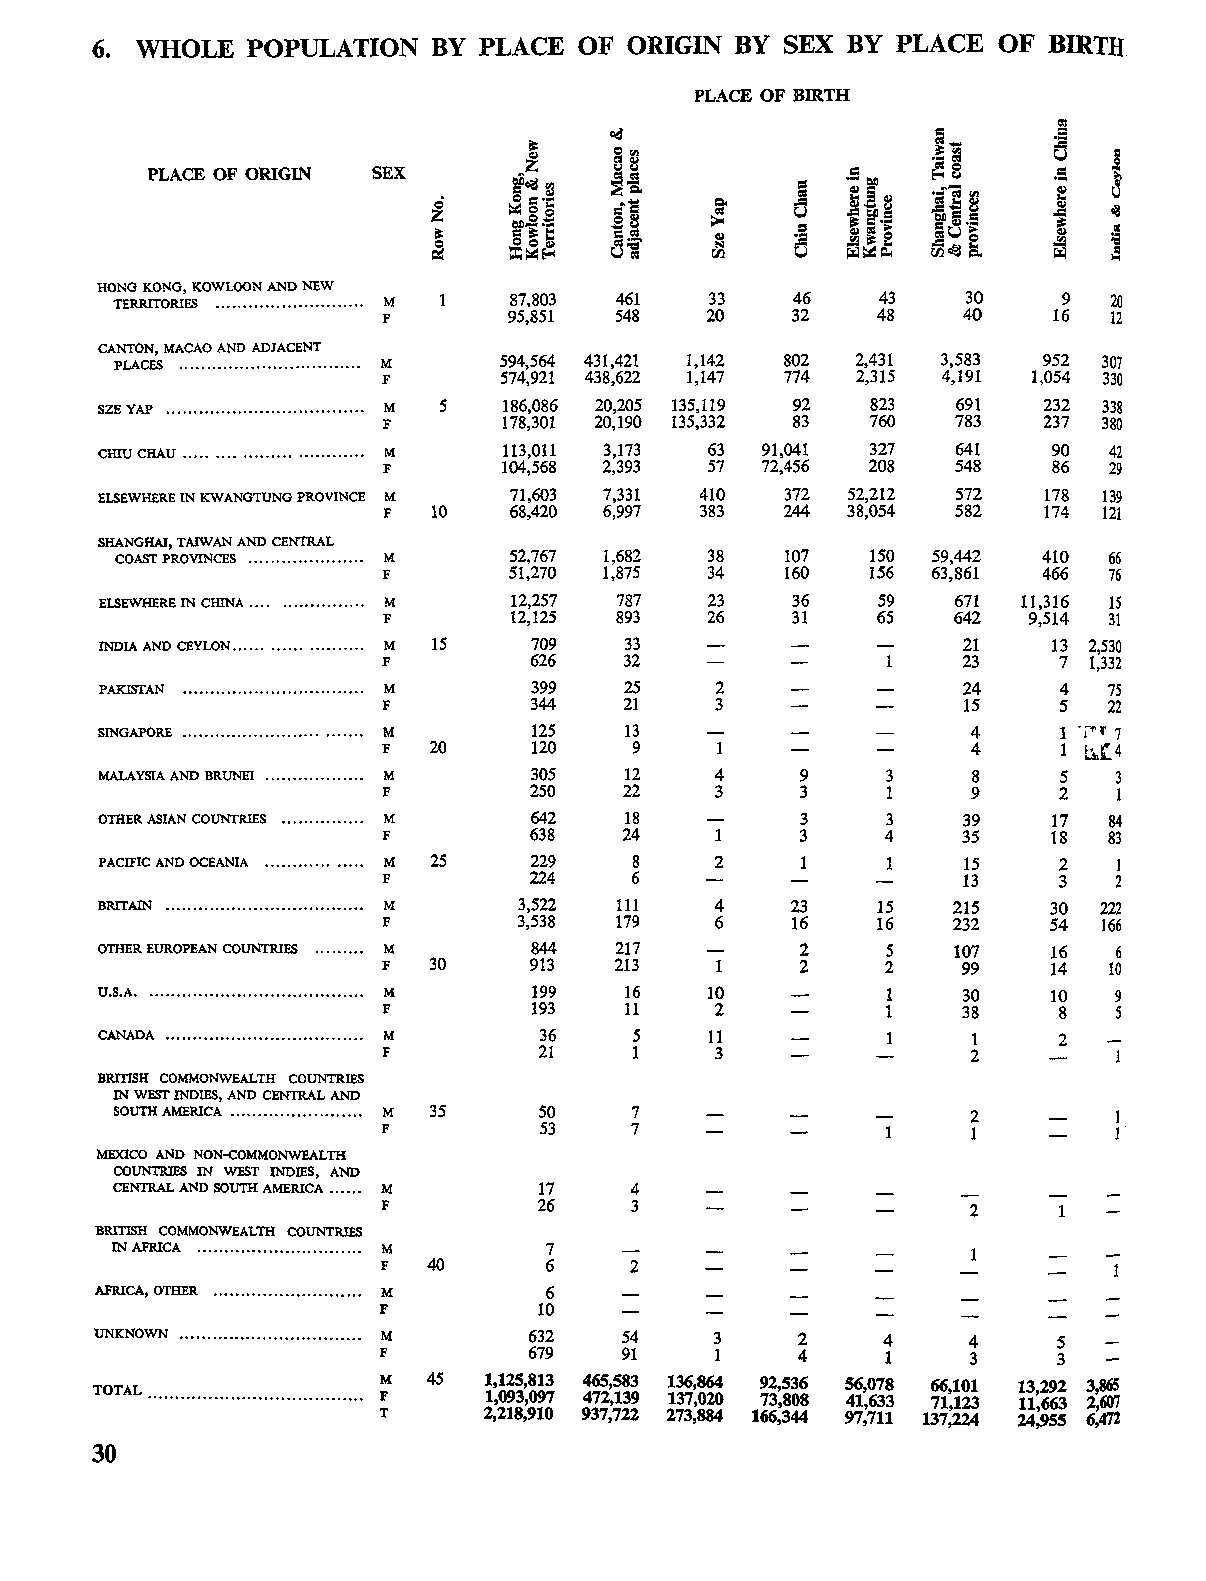 6. WHOLE POPULATION BY PLACE OF ORIGIN BY SEX BY PLACE OF BIRTH
PLACE OF BIRTH
PLACE OF ORIGIN SEX Row No. Hong Kong, Kowloon & New Territories Canton, Macao & adjacent places Sze Yap Chiu Chau Elsewhere in Kwangtung Province Shanghai, Taiwan & Central coast provinces Elsewhere in China India & Ceylon
HONG KONG, KOWLOON AND NEW
TERRITORIES .......................... M 1 87,803 461 33 46 43 30 9 20
F 95,851 548 20 32 48 40 16 12
CANTON, MACAO AND ADJACENT
PLACES ................................ M 594,564 431,421 1,142 802 2,431 3,583 952 307
F 574,921 438,622 1,147 774 2,315 4,191 1,054 330
SZE YAP ................................... M 5 186,086 20,205 135,119 92 823 691 232 338
F 178,301 20,190 135,332 83 760 783 237 380
CHIU CHAU ..... .... ......... ............ M 113,011 3,173 63 91,041 327 641 90 42
F 104,568 2,393 57 72,456 208 548 86 29
ELSEWHERE IN KWANGTUNG PROVINCE M 71,603 7,331 410 372 52,212 572 178 139
F 10 68,420 6,997 383 244 38,054 582 174 121
SHANGHAI, TAIWAN AND CENTRAL
COAST PROVINCES ..................... M 52,767 1,682 38 107 150 59,442 410 66
F 51,270 1,875 34 160 156 63,861 466 76
ELSEWHERE IN CHINA .... ............... M 12,257 787 23 36 59 671 11,316 15
F 12,125 893 26 31 65 642 9,514 31
INDIA AND CEYLON...... ...... .......... M 15 709 33 — — — 21 13 2,530
F 626 32 — — 1 23 7 1,332
PAKISTAN ................................. M 399 25 2 — — 24 4 75
F 344 21 3 — — 15 5 22
SINGAPORE ......................... ....... M 125 13 — — — 4 1 7
F 20 120 9 1 — — 4 1 4
MALAYSIA AND BRUNEI .................. M 305 12 4 9 3 8 5 3
F 250 22 3 3 1 9 2 1
OTHER ASIAN COUNTRIES ............... M 642 18 — 3 3 39 17 84
F 638 24 1 3 4 35 18 83
PACIFIC AND OCEANIA ............ ..... M 25 229 8 2 1 1 15 2 1
F 224 6 — — — 13 3 2
BRITAIN .................................... M 3,522 111 4 23 15 215 30 222
F 3,538 179 6 16 16 232 54 166
OTHER EUROPEAN COUNTRIES ......... M 844 217 — 2 5 107 16 6
F 30 913 213 1 2 2 99 14 10
U.S.A. ....................................... M 199 16 10 — 1 30 10 9
F 193 11 2 — 1 38 8 5
CANADA .................................... M 36 5 11 — 1 1 2 —
F 21 1 3 — — 2 — 1
BRITISH COMMONWEALTH COUNTRIES
IN WEST INDIES, AND CENTRAL AND
SOUTH AMERICA ........................ M 35 50 7 — — — 2 — 1
F 53 7 — — 1 1 — 1
MEXICO AND NON-COMMONWEALTH
COUNTRIES IN WEST INDIES, AND
CENTRAL AND SOUTH AMERICA ...... M 17 4 — — — — — —
F 26 3 — — — 2 1 —
BRITISH COMMONWEALTH COUNTRIES
IN AFRICA .............................. M 7 — — — — 1 — —
F 40 6 2 — — — — — 1
AFRICA, OTHER ........................... M 6 — — — — — — —
F 10 — — — — — — —
UNKNOWN ................................. M 632 54 3 2 4 4 5 —
F 679 91 1 4 1 3 3 —
M 45 1,125,813 465,583 136,864 92,536 56,078 66,101 13,292 3,865
TOTAL ....................................... F 1,093,097 472,139 137,020 73,808 41,633 71,123 11,663 2,607
T 2,218,910 937,722 273,884 166,344 97,711 137,224 24,955 6,472
30